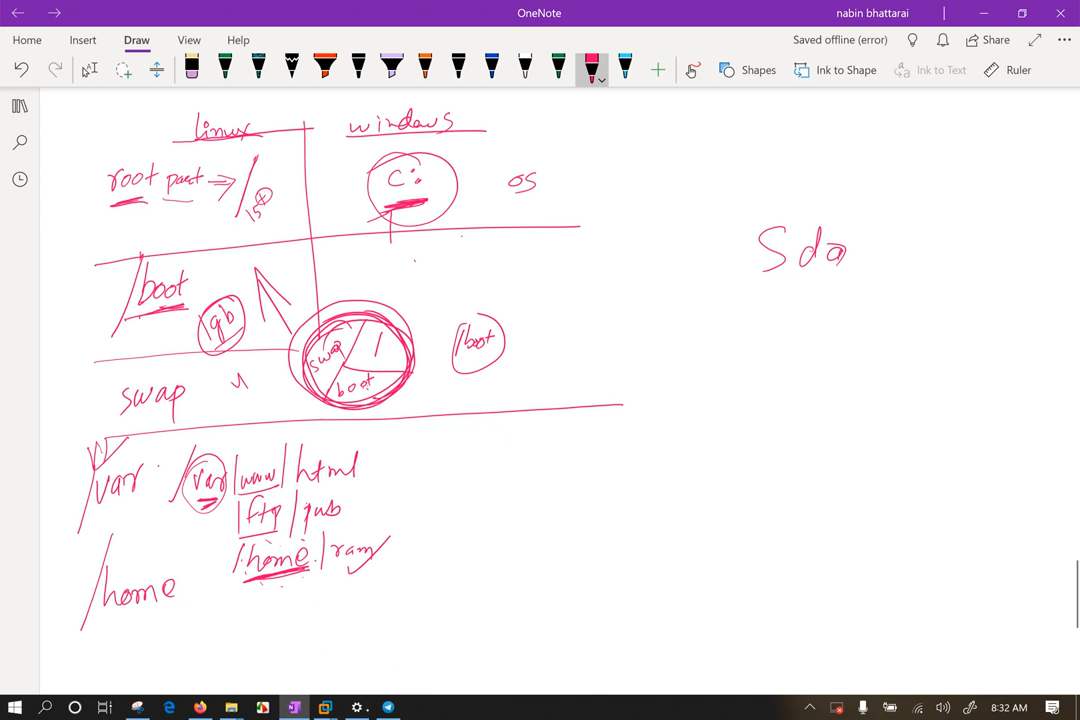 OneNote
nabin bhattarai
Home Insert Draw View Help
Saved offline (error)
Share
Shapes
Ink to Shape
Ink to Text
Ruler
linux windows
root part => / C: os
15
/boot
1gb
swap /
boot
/boot
Sda
swap
/var /var/www/html
/ftp/pub
/home/ram
/home
8:32 AM